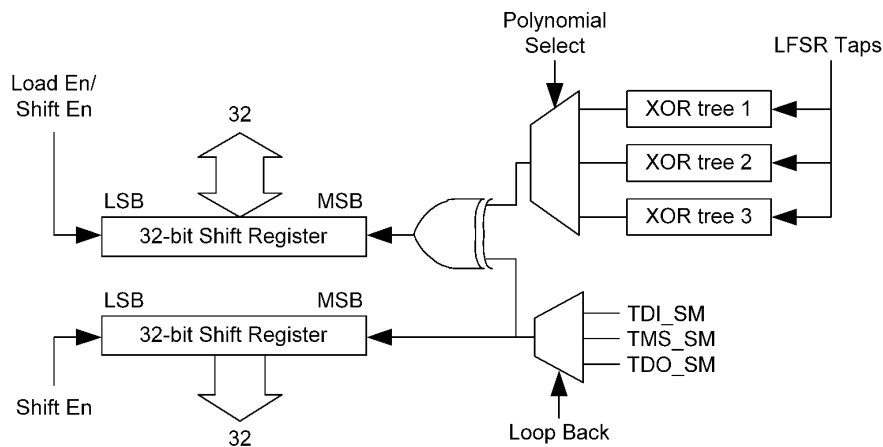 Polynomial
Select
LFSR Taps
Load En/
Shift En
32
XOR tree 1
XOR tree 2
XOR tree 3
LSB
MSB
32-bit Shift Register
LSB
MSB
32-bit Shift Register
TDI_SM
TMS_SM
TDO_SM
Shift En
32
Loop Back